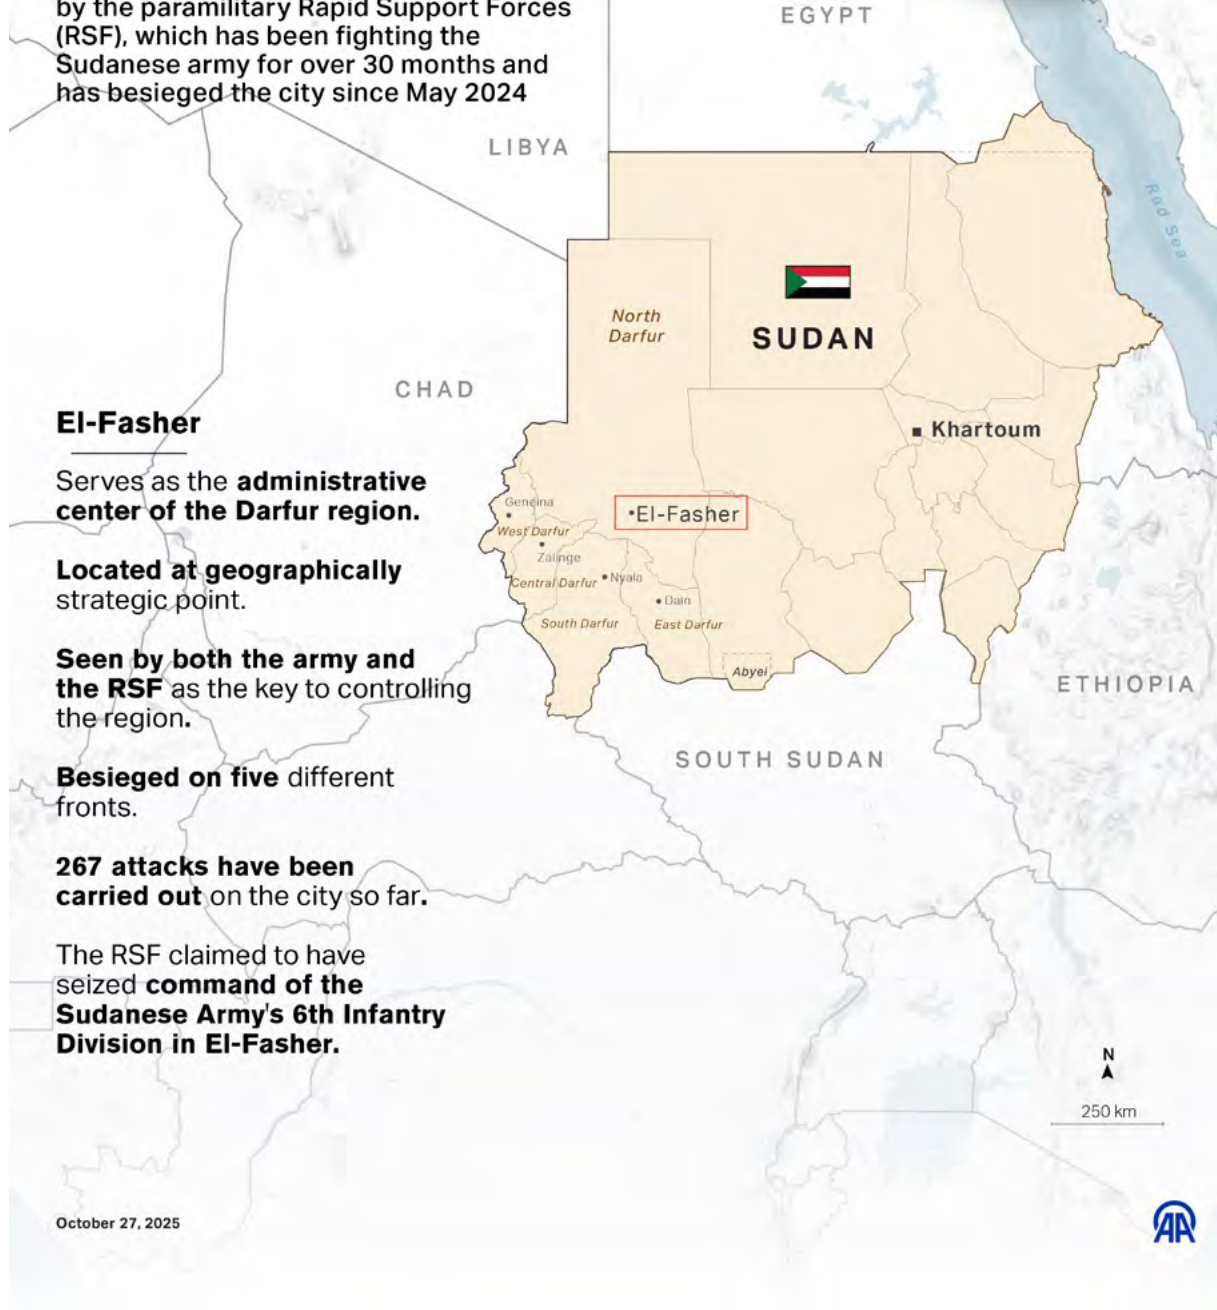 by the paramilitary Rapid Support Forces
(RSF), which has been fighting the
Sudanese army for over 30 months and
has besieged the city since May 2024
EGYPT
LIBYA
Red Sea
SUDAN
North
Darfur
CHAD
Khartoum
El-Fasher
Geneina
West Darfur
Zalinge
Central Darfur
Nyala
Dain
South Darfur
East Darfur
Abyei
ETHIOPIA
SOUTH SUDAN
El-Fasher
Serves as the administrative
center of the Darfur region.
Located at geographically
strategic point.
Seen by both the army and
the RSF as the key to controlling
the region.
Besieged on five different
fronts.
267 attacks have been
carried out on the city so far.
The RSF claimed to have
seized command of the
Sudanese Army's 6th Infantry
Division in El-Fasher.
N
250 km
October 27, 2025
AA